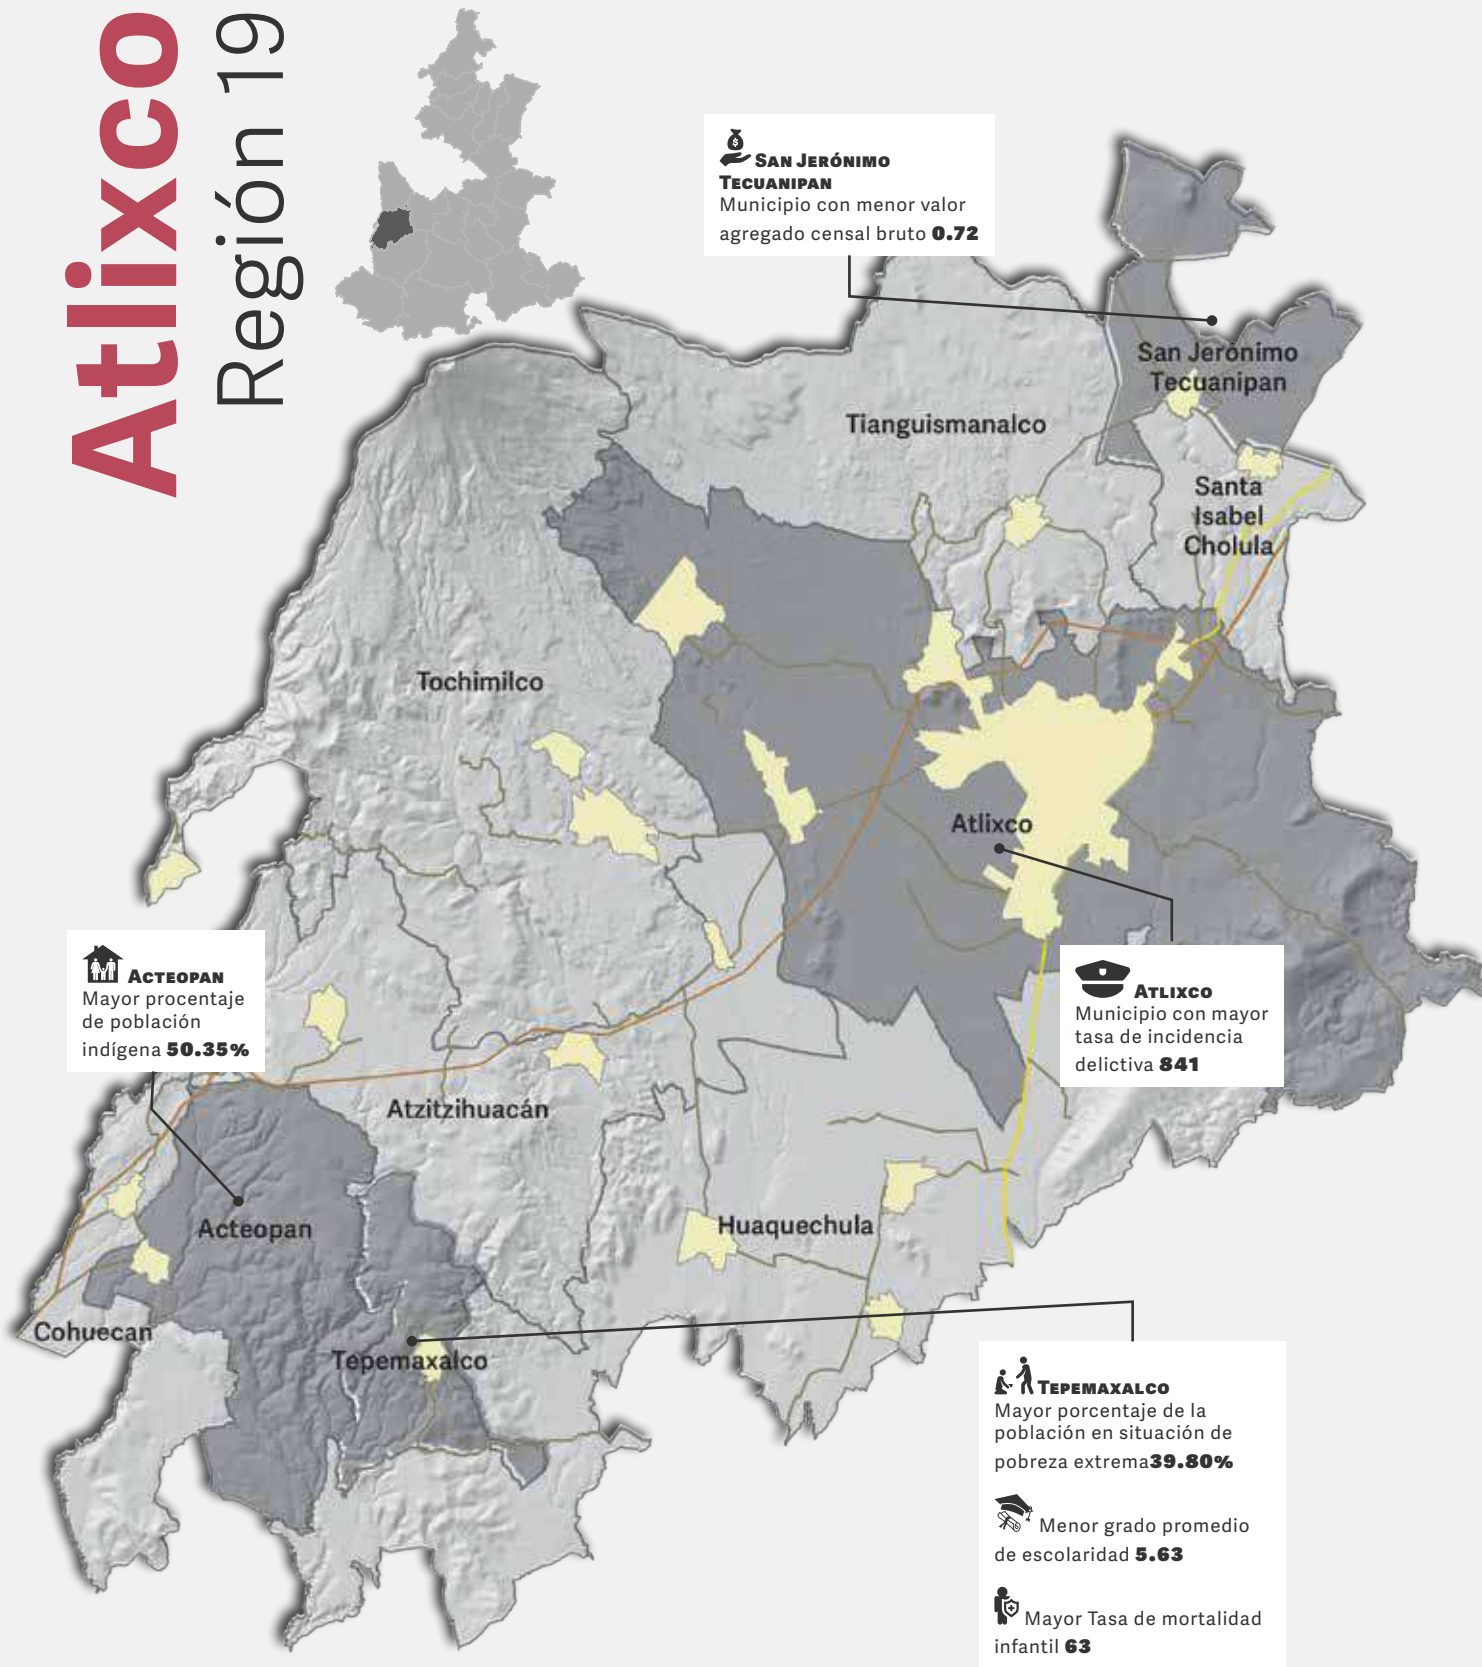 Atlixco
Región 19
SAN JERÓNIMO
TECUANIPAN
Municipio con menor valor
agregado censal bruto 0.72
San Jerónimo
Tecuanipan
Tianguismanalco
Santa
Isabel
Cholula
Tochimilco
Atlixco
ACTEOPAN
Mayor procentaje
de población
indígena 50.35%
ATLIXCO
Municipio con mayor
tasa de incidencia
delictiva 841
Atzitzihuacán
Acteopan
Huaquechula
Cohuecan
Tepemaxalco
TEPEMAXALCO
Mayor porcentaje de la
población en situación de
pobreza extrema39.80%
Menor grado promedio
de escolaridad 5.63
Mayor Tasa de mortalidad
infantil 63